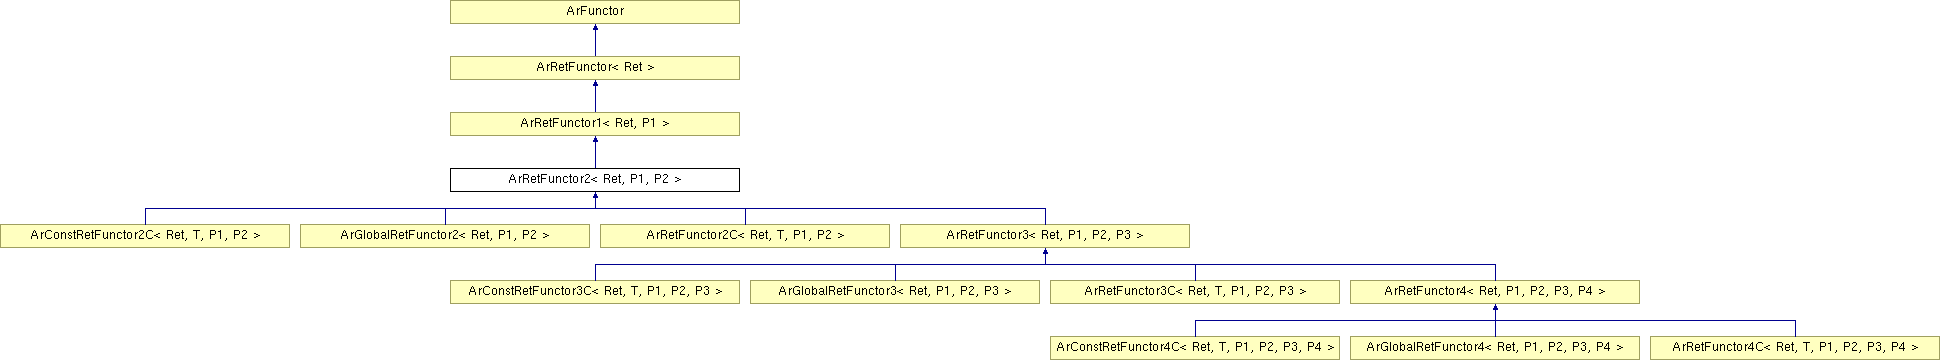 ArFunctor
ArRetFunctor< Ret >
ArRetFunctor1< Ret, P1 >
ArRetFunctor2< Ret, P1, P2 >
ArConstRetFunctor2C< Ret, T, P1, P2 >
ArGlobalRetFunctor2< Ret, P1, P2 >
ArRetFunctor2C< Ret, T, P1, P2 >
ArRetFunctor3< Ret, P1, P2, P3 >
ArConstRetFunctor3C< Ret, T, P1, P2, P3 >
ArGlobalRetFunctor3< Ret, P1, P2, P3 >
ArRetFunctor3C< Ret, T, P1, P2, P3 >
ArRetFunctor4< Ret, P1, P2, P3, P4 >
ArConstRetFunctor4C< Ret, T, P1, P2, P3, P4 >
ArGlobalRetFunctor4< Ret, P1, P2, P3, P4 >
ArRetFunctor4C< Ret, T, P1, P2, P3, P4 >